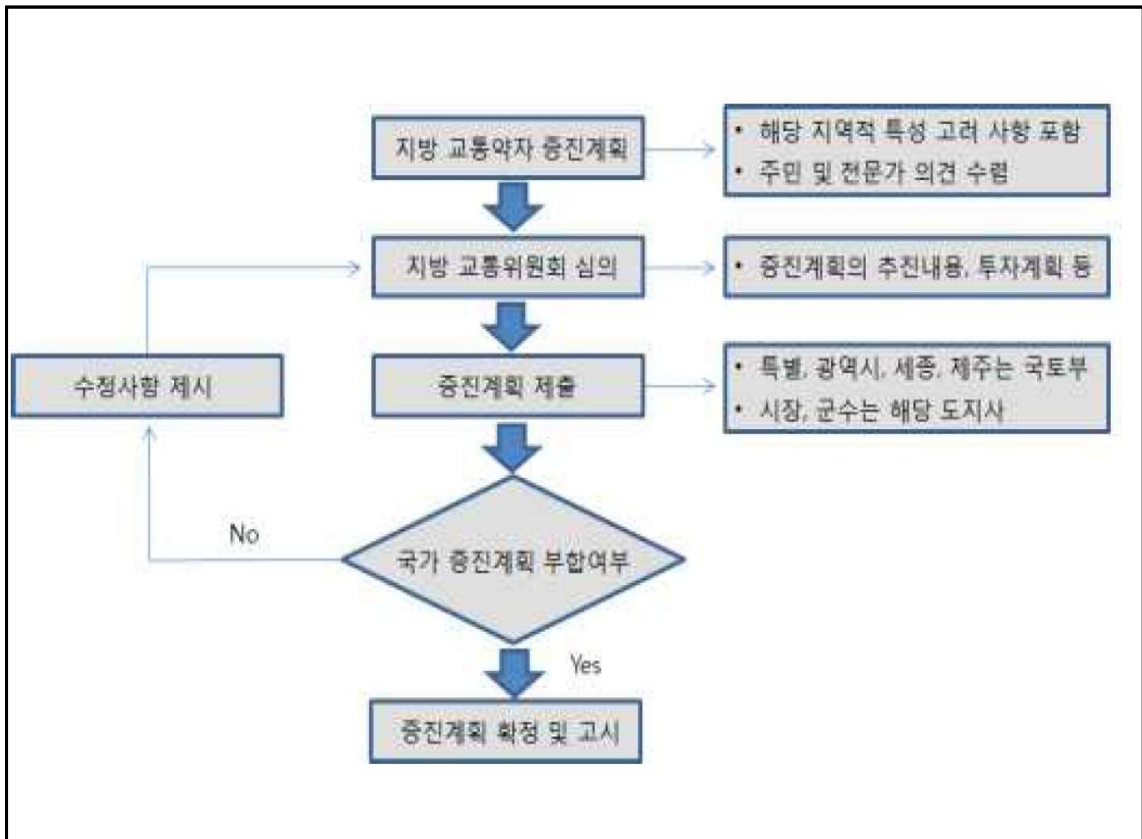 지방 교통약자 증진계획
• 해당 지역적 특성 고려 사항 포함
• 주민 및 전문가 의견 수렴
지방 교통위원회 심의
• 증진계획의 추진내용, 투자계획 등
수정사항 제시
증진계획 제출
• 특별, 광역시, 세종, 제주는 국토부
• 시장, 군수는 해당 도지사
No
국가 증진계획 부합여부
Yes
증진계획 확정 및 고시